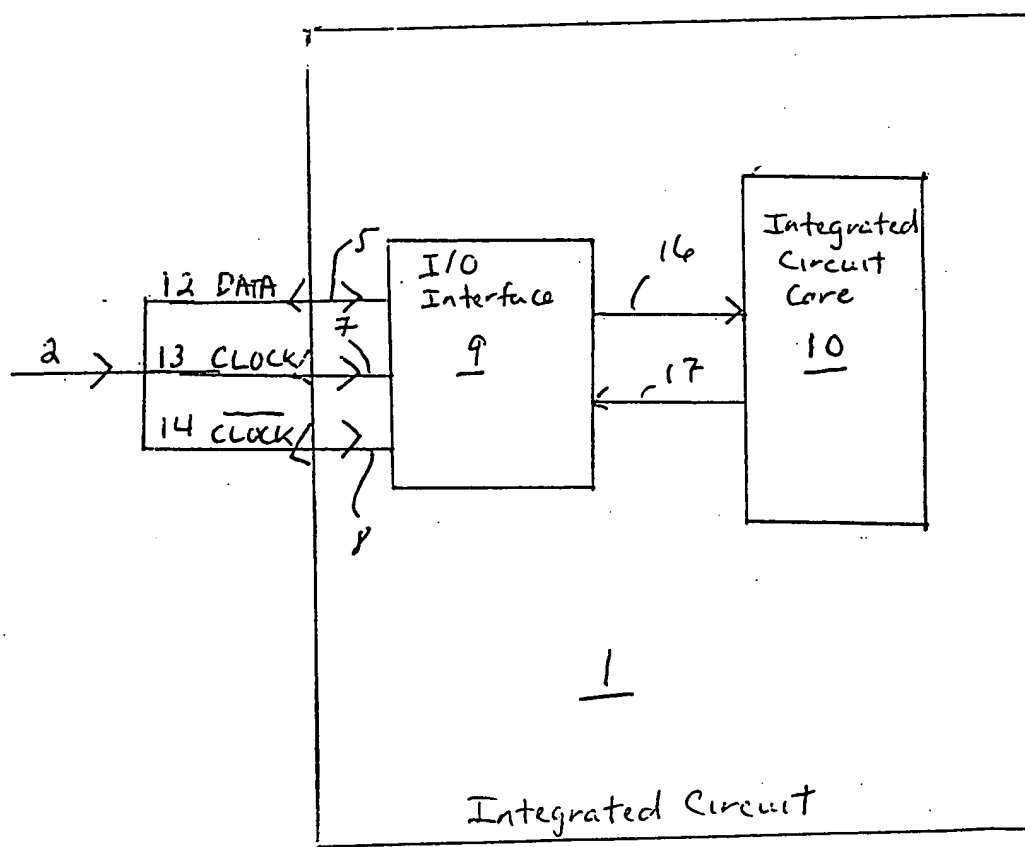 5
16
Integrated
Circuit
Core
10
I/O
Interface
9
12 DATA
7
2
13 CLOCK
17
14 C̅L̅O̅C̅K̅
8
1
Integrated Circuit